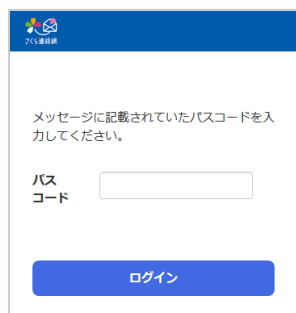 さくら連絡網
メッセージに記載されていたパスコードを入
力してください。
パス
コード
ログイン